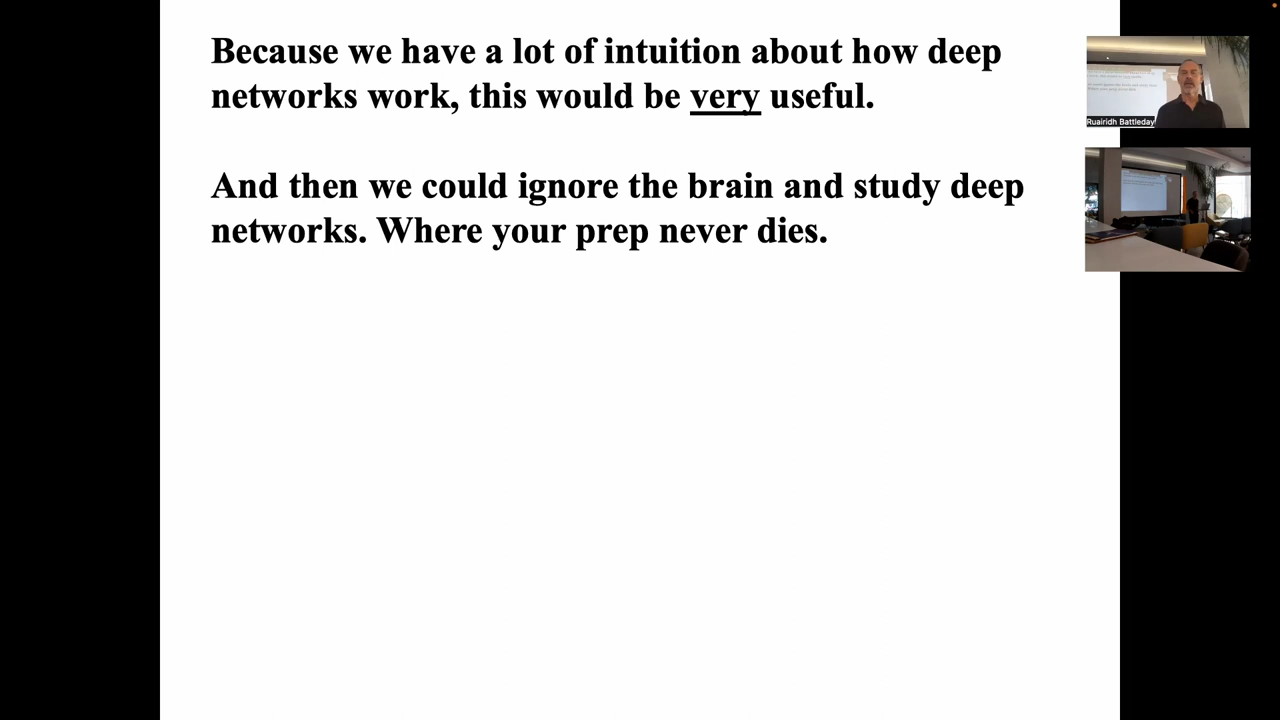 Because we have a lot of intuition about how deep
networks work, this would be very useful.
And then we could ignore the brain and study deep
networks. Where your prep never dies.
Ruairidh Battleday